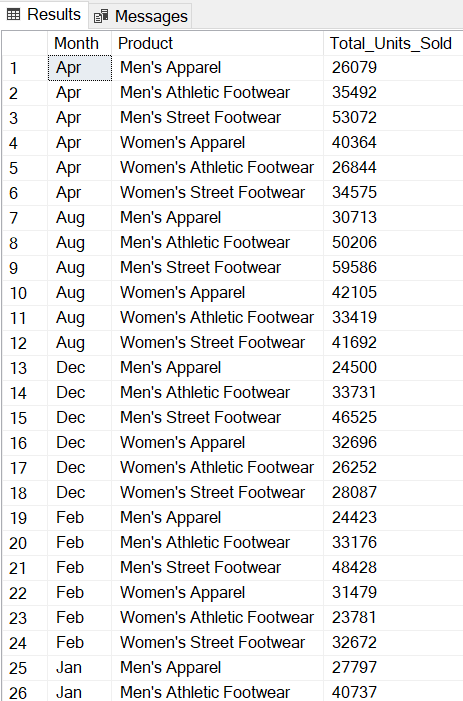 Results Messages
Month Product Total_Units_Sold
1 Apr Men's Apparel 26079
2 Apr Men's Athletic Footwear 35492
3 Apr Men's Street Footwear 53072
4 Apr Women's Apparel 40364
5 Apr Women's Athletic Footwear 26844
6 Apr Women's Street Footwear 34575
7 Aug Men's Apparel 30713
8 Aug Men's Athletic Footwear 50206
9 Aug Men's Street Footwear 59586
10 Aug Women's Apparel 42105
11 Aug Women's Athletic Footwear 33419
12 Aug Women's Street Footwear 41692
13 Dec Men's Apparel 24500
14 Dec Men's Athletic Footwear 33731
15 Dec Men's Street Footwear 46525
16 Dec Women's Apparel 32696
17 Dec Women's Athletic Footwear 26252
18 Dec Women's Street Footwear 28087
19 Feb Men's Apparel 24423
20 Feb Men's Athletic Footwear 33176
21 Feb Men's Street Footwear 48428
22 Feb Women's Apparel 31479
23 Feb Women's Athletic Footwear 23781
24 Feb Women's Street Footwear 32672
25 Jan Men's Apparel 27797
26 Jan Men's Athletic Footwear 40737